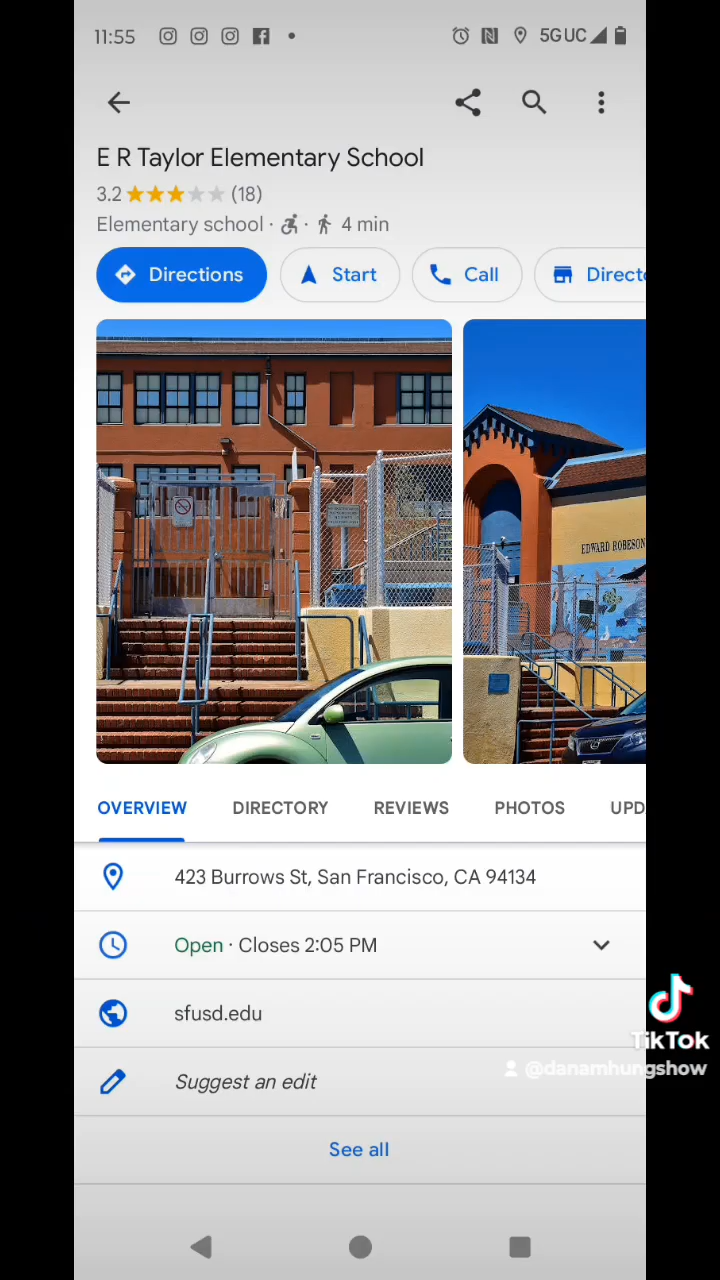 11:55
5G UC
E R Taylor Elementary School
3.2 (18)
Elementary school · 4 min
Directions
Start
Call
Directo
EDWARD ROBESON
OVERVIEW
DIRECTORY
REVIEWS
PHOTOS
UPD
423 Burrows St, San Francisco, CA 94134
Open · Closes 2:05 PM
sfusd.edu
TikTok
@danamhungshow
Suggest an edit
See all